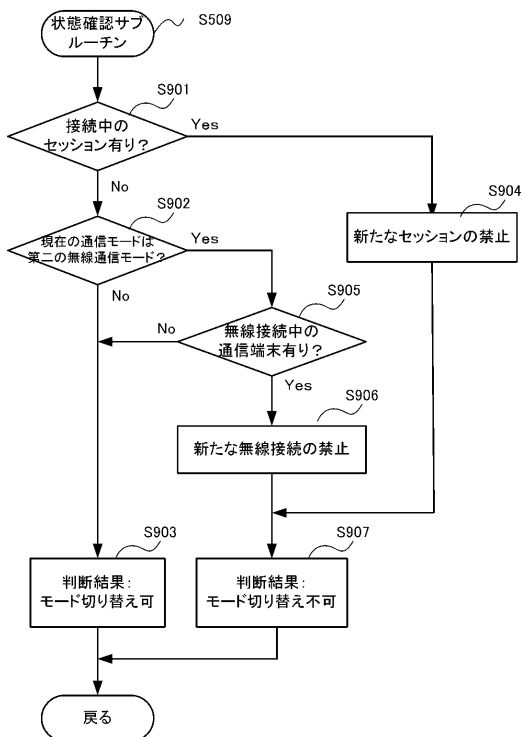 状態確認サブ
ルーチン
S509
S901
接続中の
セッション有り？
Yes
No
S902
現在の通信モードは
第二の無線通信モード？
Yes
No
S904
新たなセッションの禁止
S905
無線接続中の
通信端末有り？
No
Yes
S906
新たな無線接続の禁止
S903
判断結果：
モード切り替え可
S907
判断結果：
モード切り替え不可
戻る